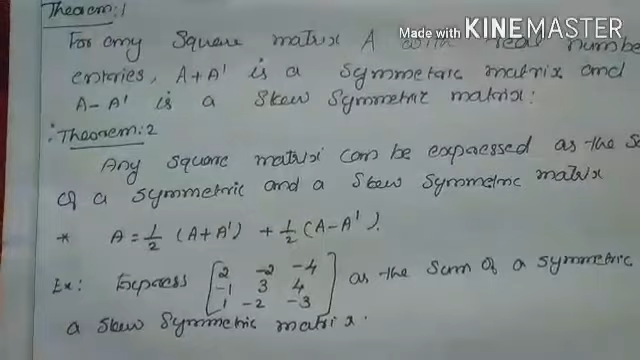 Theorem:1
Made with KINEMASTER
For any Square matrix A with real numbe
entries, A+A' is a symmetric matrix and
A-A' is a skew symmetric matrix:
Theorem:2
Any square matrix can be expressed as the S
of a symmetric and a skew symmetric matrix
* A = 1/2 (A+A') + 1/2 (A-A').
Ex: Express [2 -2 -4
-1 3 4
1 -2 -3] as the sum of a symmetric
a skew symmetric matrix.